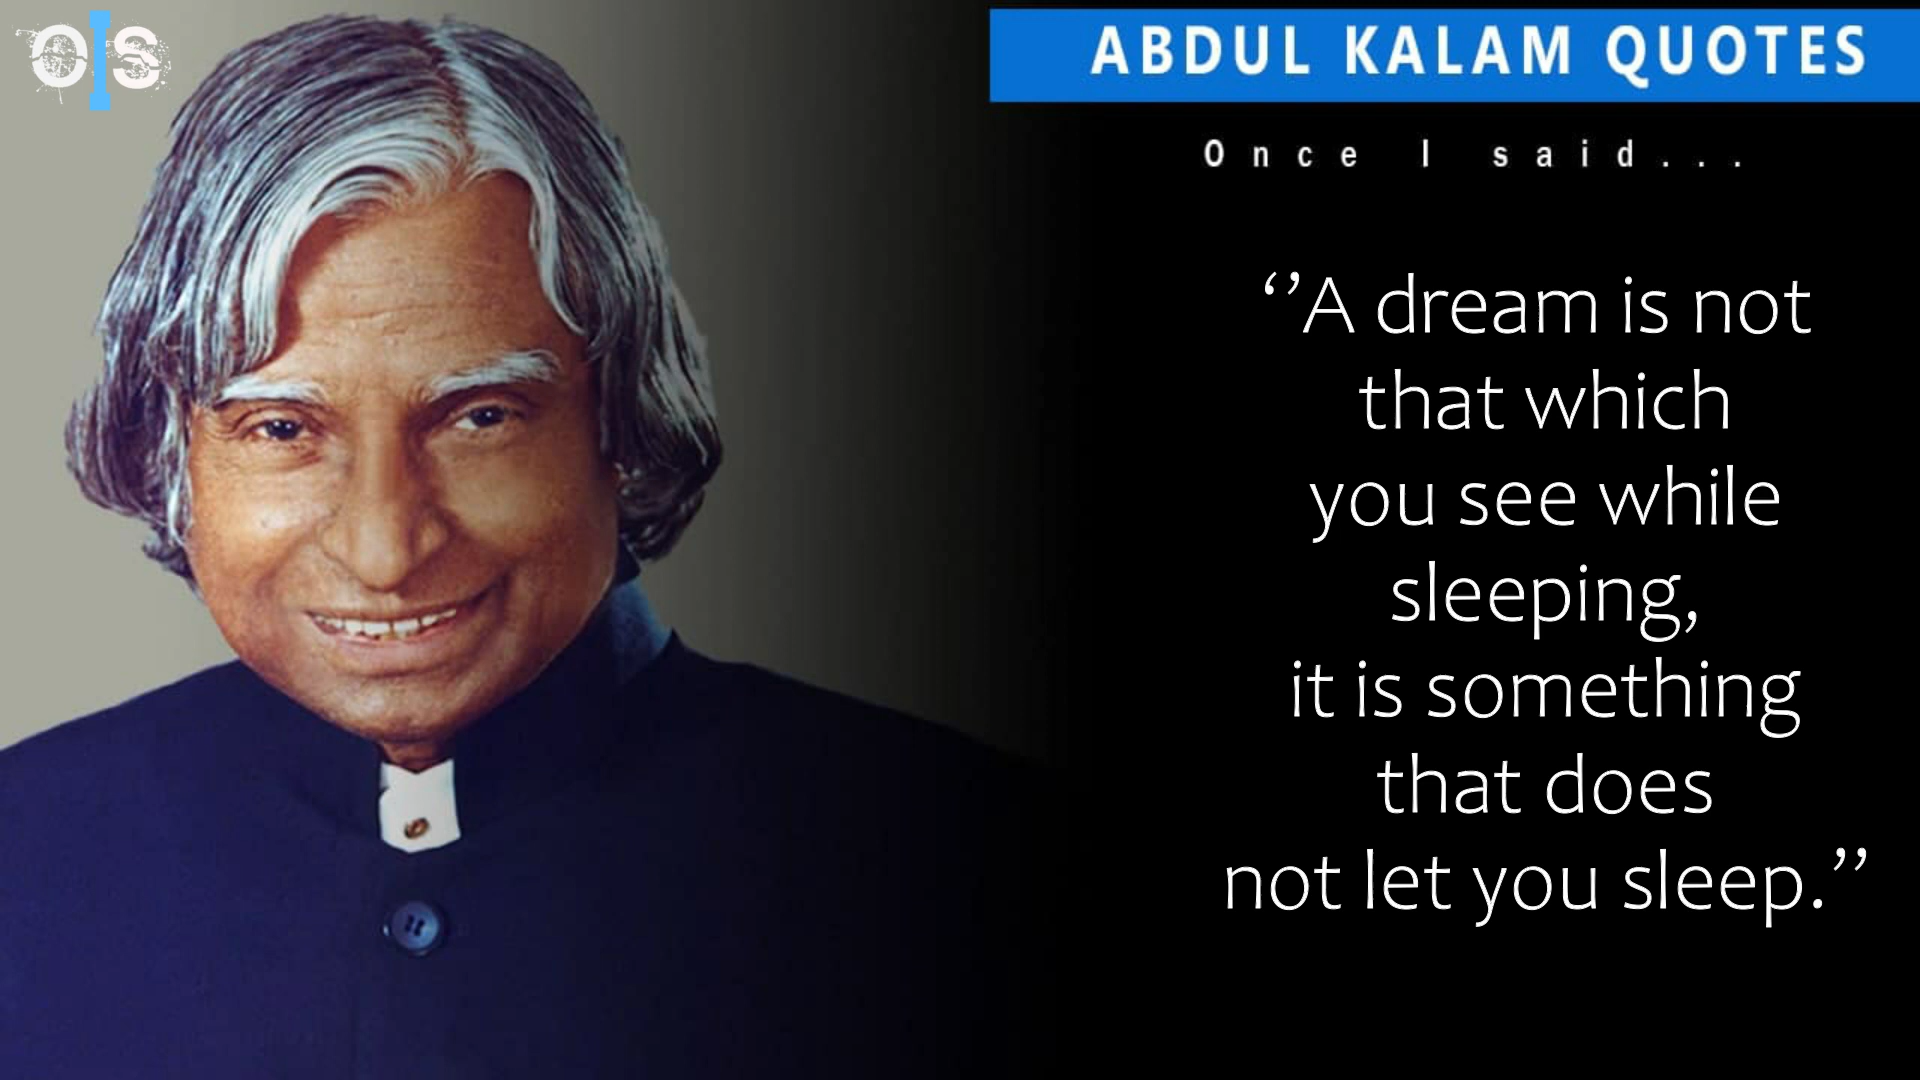 OIS
ABDUL KALAM QUOTES
Once I said...
‘’A dream is not
that which
you see while
sleeping,
it is something
that does
not let you sleep.’’